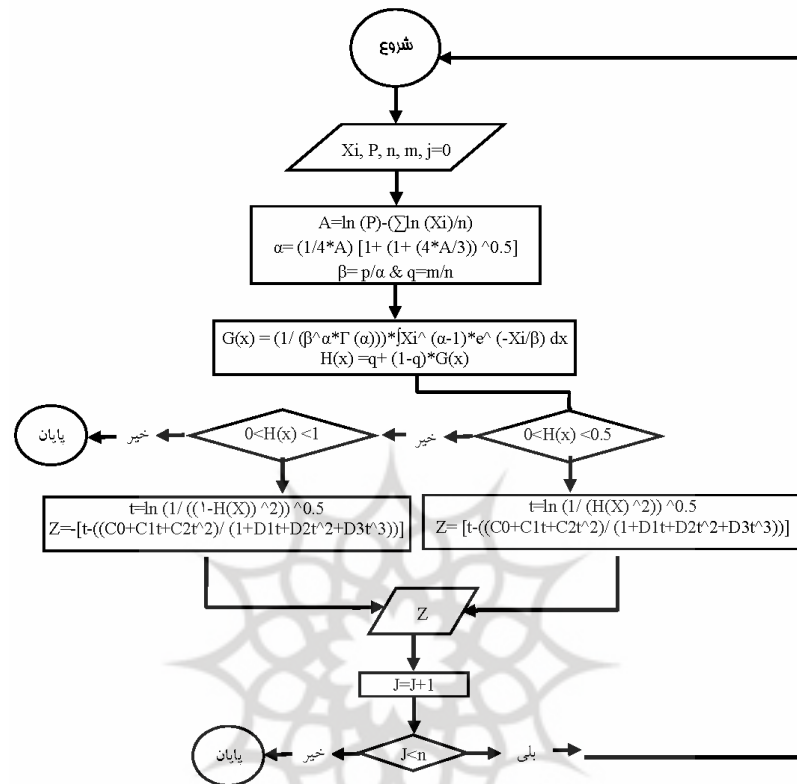 شروع
Xi, P, n, m, j=0
A=ln (P)-(∑ln (Xi)/n)
α= (1/4*A) [1+ (1+ (4*A/3)) ^0.5]
β= p/α & q=m/n
G(x) = (1/ (β^α*Γ (α)))*∫Xi^ (α-1)*e^ (-Xi/β) dx
H(x) =q+ (1-q)*G(x)
0<H(x) <0.5
خیر
0<H(x) <1
خیر
پایان
t=ln (1/ ((۱-H(X)) ^2)) ^0.5
Z=-[t-((C0+C1t+C2t^2)/ (1+D1t+D2t^2+D3t^3))]
t=ln (1/ (H(X) ^2)) ^0.5
Z= [t-((C0+C1t+C2t^2)/ (1+D1t+D2t^2+D3t^3))]
Z
J=J+1
J<n
بلی
خیر
پایان